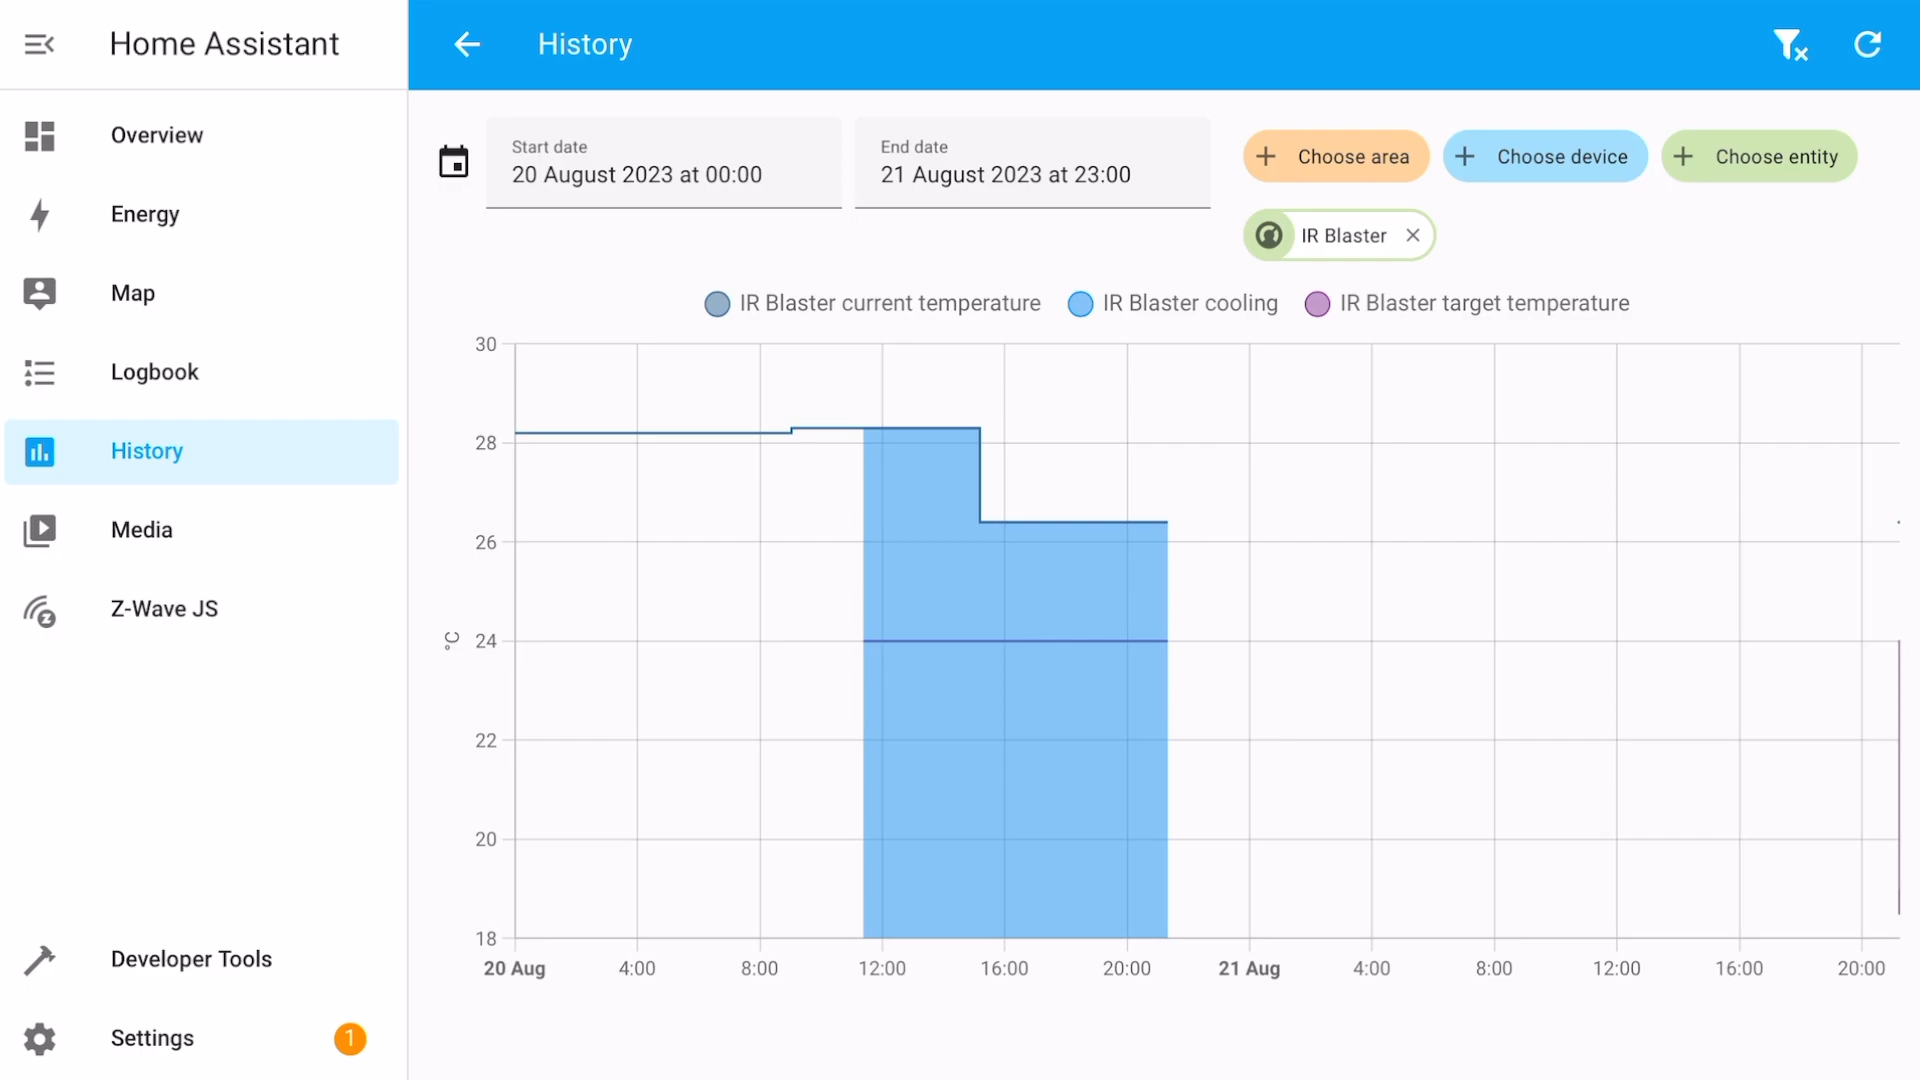 Home Assistant
History
Overview
Energy
Map
Logbook
History
Media
Z-Wave JS
Developer Tools
Settings
1
Start date
20 August 2023 at 00:00
End date
21 August 2023 at 23:00
Choose area
Choose device
Choose entity
IR Blaster
IR Blaster current temperature
IR Blaster cooling
IR Blaster target temperature
30
28
26
24
22
20
18
°C
20 Aug 4:00 8:00 12:00 16:00 20:00 21 Aug 4:00 8:00 12:00 16:00 20:00